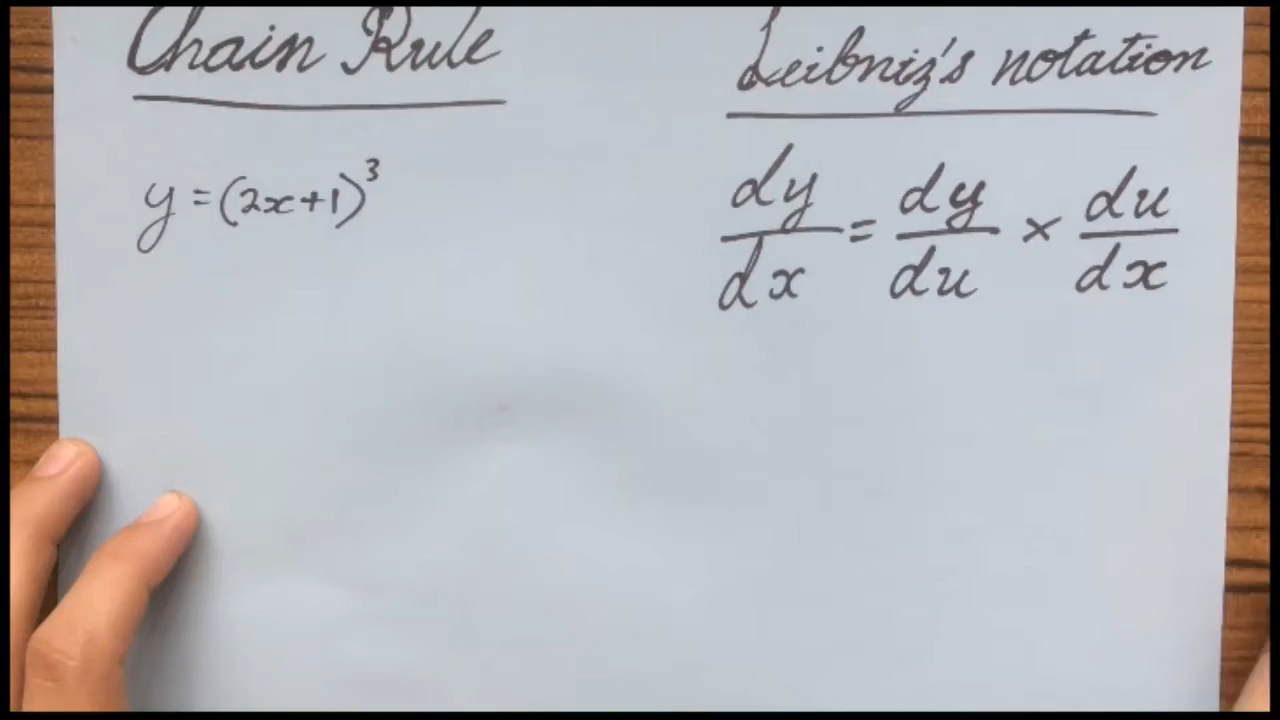 Chain Rule
y = (2x+1)³
Leibniz's notation
dy/dx = dy/du × du/dx